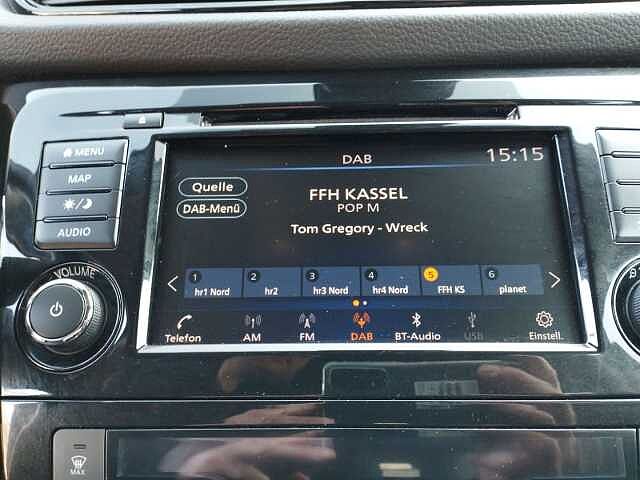 DAB
15:15
MENU
MAP
AUDIO
VOLUME
Quelle
DAB-Menü
FFH KASSEL
POP M
Tom Gregory - Wreck
1 2 3 4 5 6
hr1 Nord hr2 hr3 Nord hr4 Nord FFH KS planet
Telefon AM FM DAB BT-Audio USB Einstell.
MAX